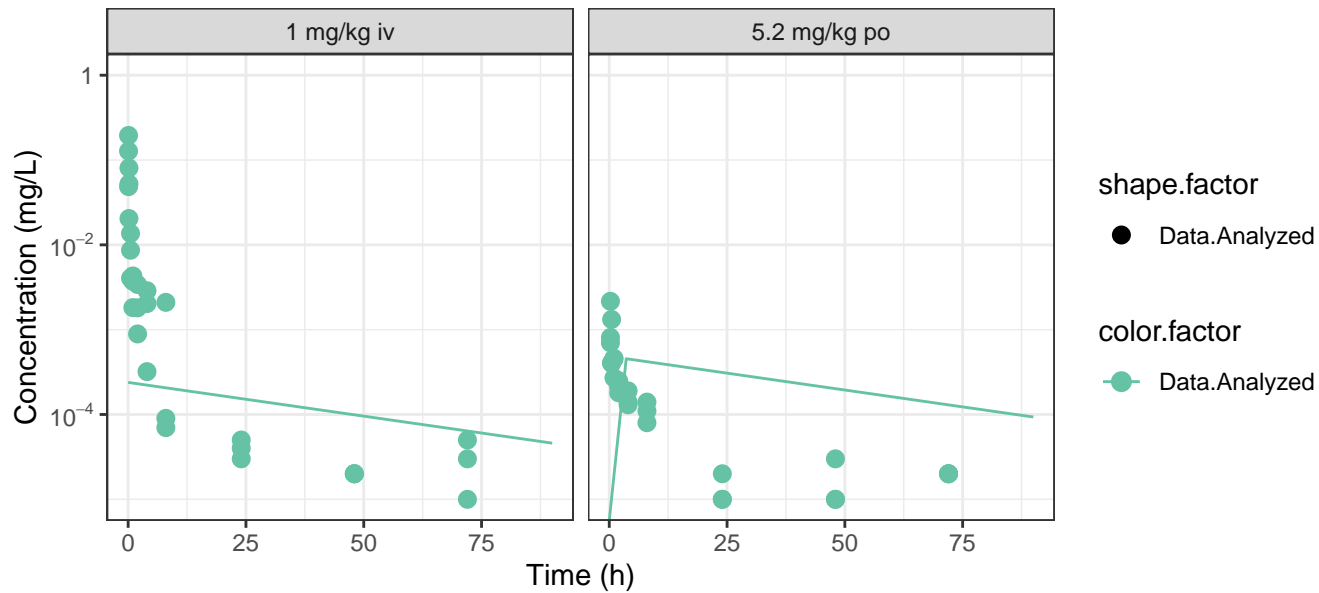 1 mg/kg iv
5.2 mg/kg po
1
10⁻²
10⁻⁴
Concentration (mg/L)
0 25 50 75
0 25 50 75
Time (h)
shape.factor
Data.Analyzed
color.factor
Data.Analyzed